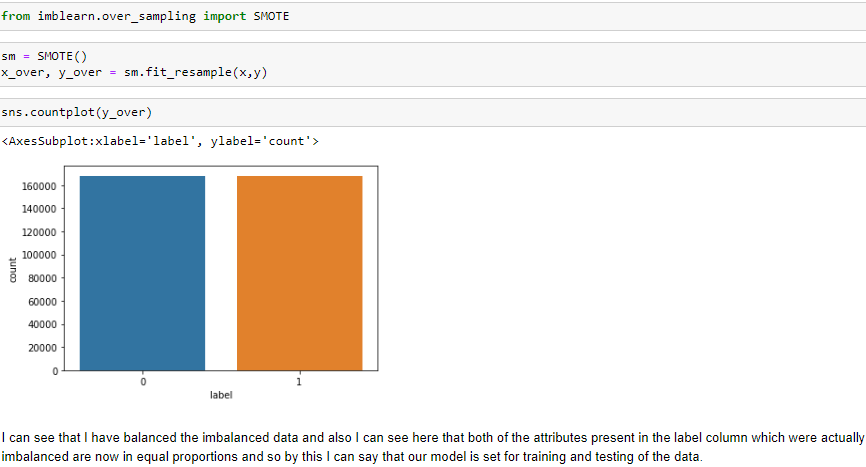 from imblearn.over_sampling import SMOTE
sm = SMOTE()
x_over, y_over = sm.fit_resample(x,y)
sns.countplot(y_over)
<AxesSubplot:xlabel='label', ylabel='count'>
160000
140000
120000
100000
80000
60000
40000
20000
0
count
0 1
label
I can see that I have balanced the imbalanced data and also I can see here that both of the attributes present in the label column which were actually
imbalanced are now in equal proportions and so by this I can say that our model is set for training and testing of the data.